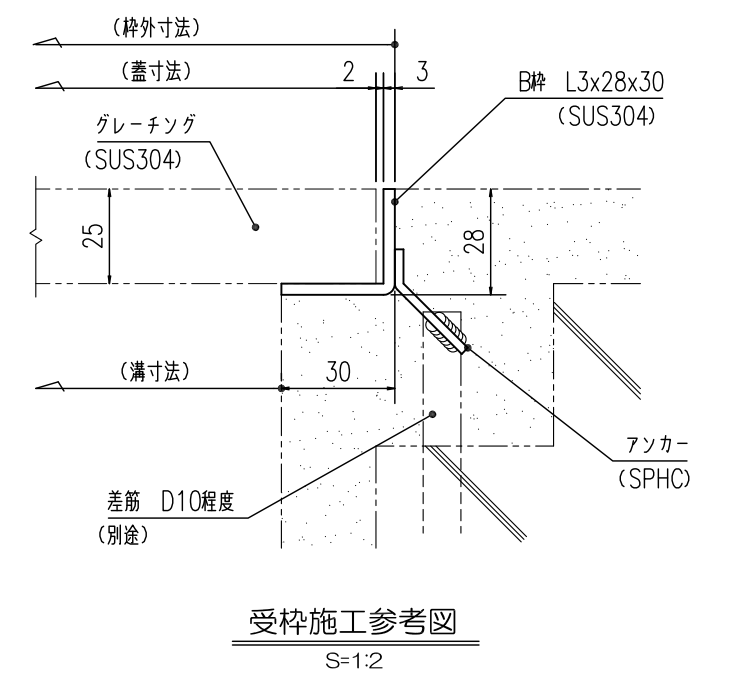 (枠外寸法)
(蓋寸法) 2 3
B枠 L3x28x30
(SUS304)
グレーチング
(SUS304)
25
28
(溝寸法) 30
アンカー
(SPHC)
差筋 D10程度
(別途)
受枠施工参考図
S=1:2